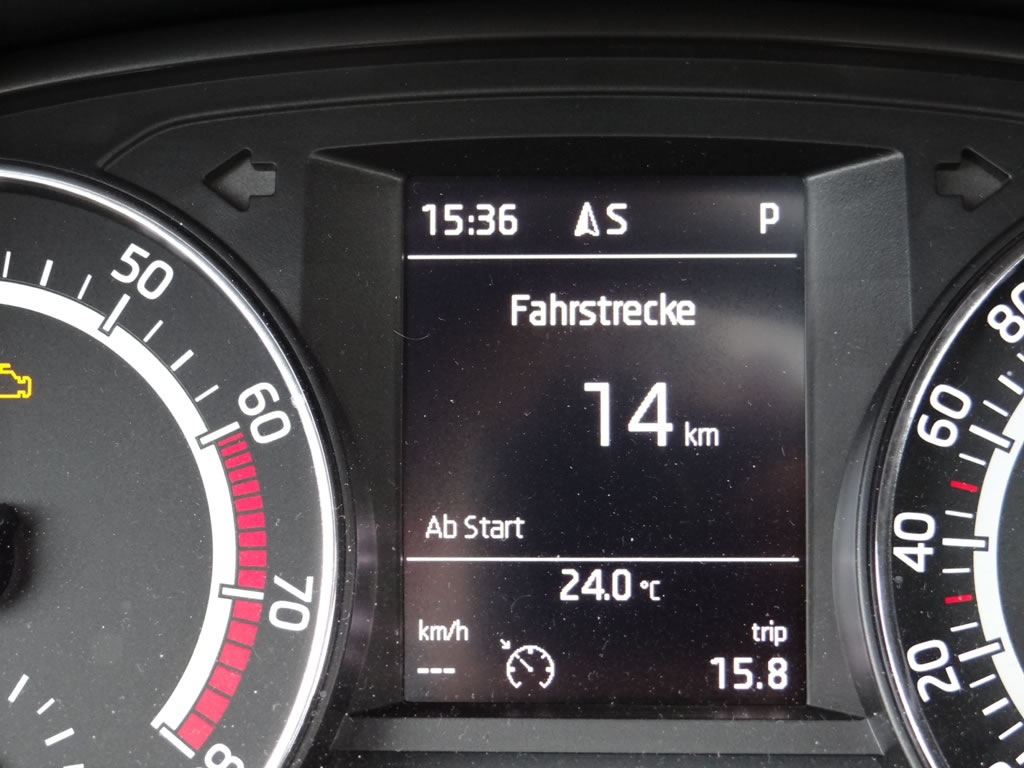 15:36 S P
Fahrstrecke
14 km
Ab Start
24.0 °C
km/h trip
--- 15.8
50
60
70
8
80
60
40
20